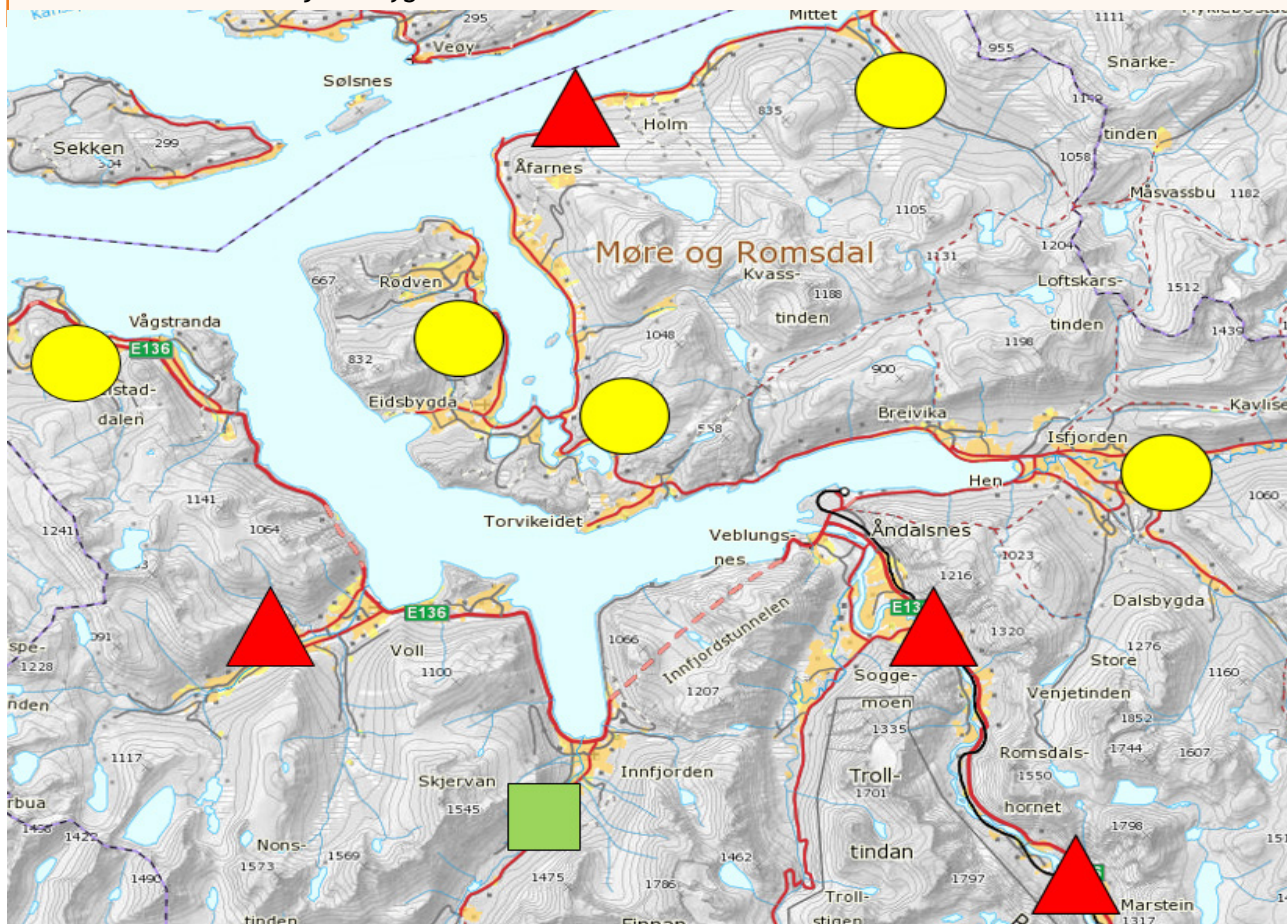 295
Mittet
1111
Veøy
955
Snarke-
Sølsnes
835
tinden
Holm
Sekken
299
1058
Åfarnes
Måsvassbu
1182
1105
Møre og Romsdal
1204
1131
667
Rødven
Kvass-
Loftskars-
1188
1512
Vågstranda
tinden
tinden
1048
1439
E136
832
1198
900
dalen
Eidsbygda
Breivika
558
Isfjorden
Hen
1141
1060
Torvikeidet
1241
1064
Veblungs-
Åndalsnes
nes
1023
1216
Dalsbygda
E136
1066
Innfjordstunnelen
1320
Voll
1276
1228
1100
Store
1160
1207
Sogge-
Venjetinden
moen
1335
1852
1117
Romsdals-
1744
1607
Skjervan
Innfjorden
Troll-
1550
1545
1701
hornet
1422
1798
Nons-
1569
tindan
1573
1462
1490
1475
1786
1797
Troll-
Marstein
tinden
stigen
1317